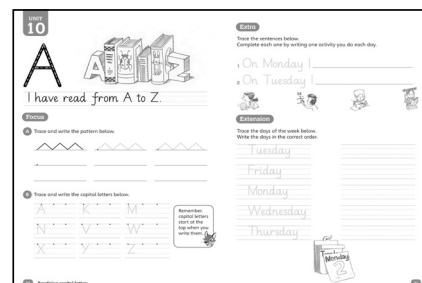 UNIT
10
A
A Z
I have read from A to Z.
Focus
A Trace and write the pattern below.
B Trace and write the capital letters below.
A K M
N V W
X Y Z
Remember, capital letters start at the top when you write them.
Extra
Trace the sentences below.
Complete each one by writing one activity you do each day.
1. On Monday I
2. On Tuesday I
Extension
Trace the days of the week below.
Write the days in the correct order.
Tuesday
Friday
Monday
Wednesday
Thursday
Monday
2
Practising capital letters